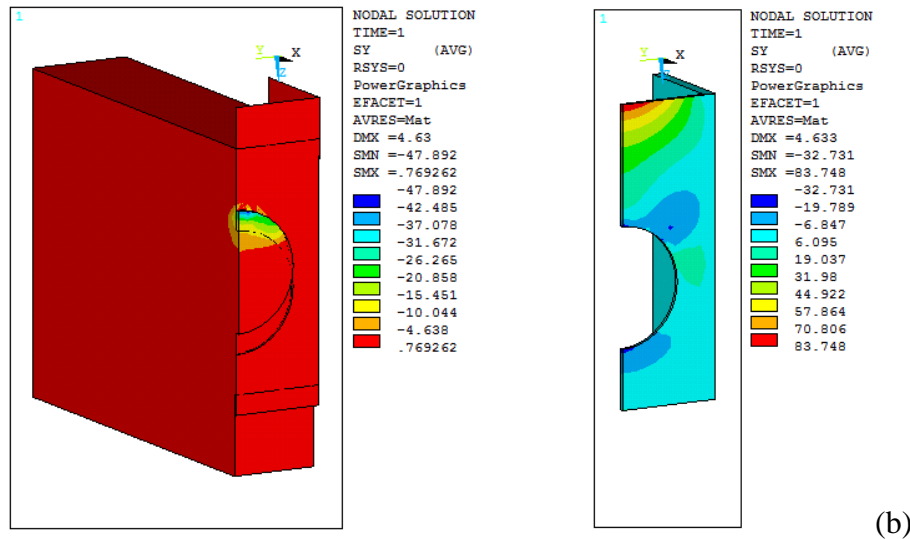 1
NODAL SOLUTION
TIME=1
SY (AVG)
RSYS=0
PowerGraphics
EFACET=1
AVRES=Mat
DMX =4.63
SMN =-47.892
SMX =.769262
-47.892
-42.485
-37.078
-31.672
-26.265
-20.858
-15.451
-10.044
-4.638
.769262
Y
X
Z
1
NODAL SOLUTION
TIME=1
SY (AVG)
RSYS=0
PowerGraphics
EFACET=1
AVRES=Mat
DMX =4.633
SMN =-32.731
SMX =83.748
-32.731
-19.789
-6.847
6.095
19.037
31.98
44.922
57.864
70.806
83.748
Y
X
Z
(b)